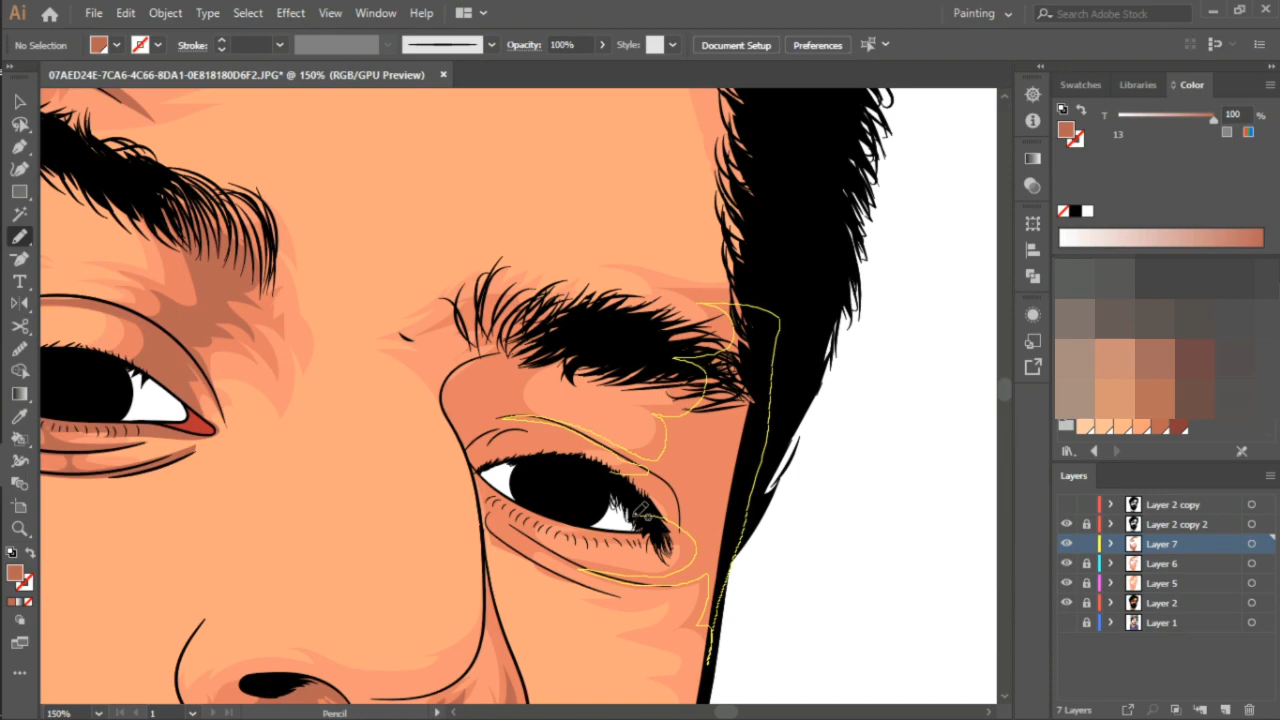 Ai File Edit Object Type Select Effect View Window Help Painting Search Adobe Stock
No Selection Stroke: Opacity: 100% Style: Document Setup Preferences
07AED24E-7CA6-4C66-8DA1-0E818180D6F2.JPG* @ 150% (RGB/GPU Preview)
Swatches Libraries Color
T 100 %
13
Layers
Layer 2 copy
Layer 2 copy 2
Layer 7
Layer 6
Layer 5
Layer 2
Layer 1
150% 1 Pencil 7 Layers